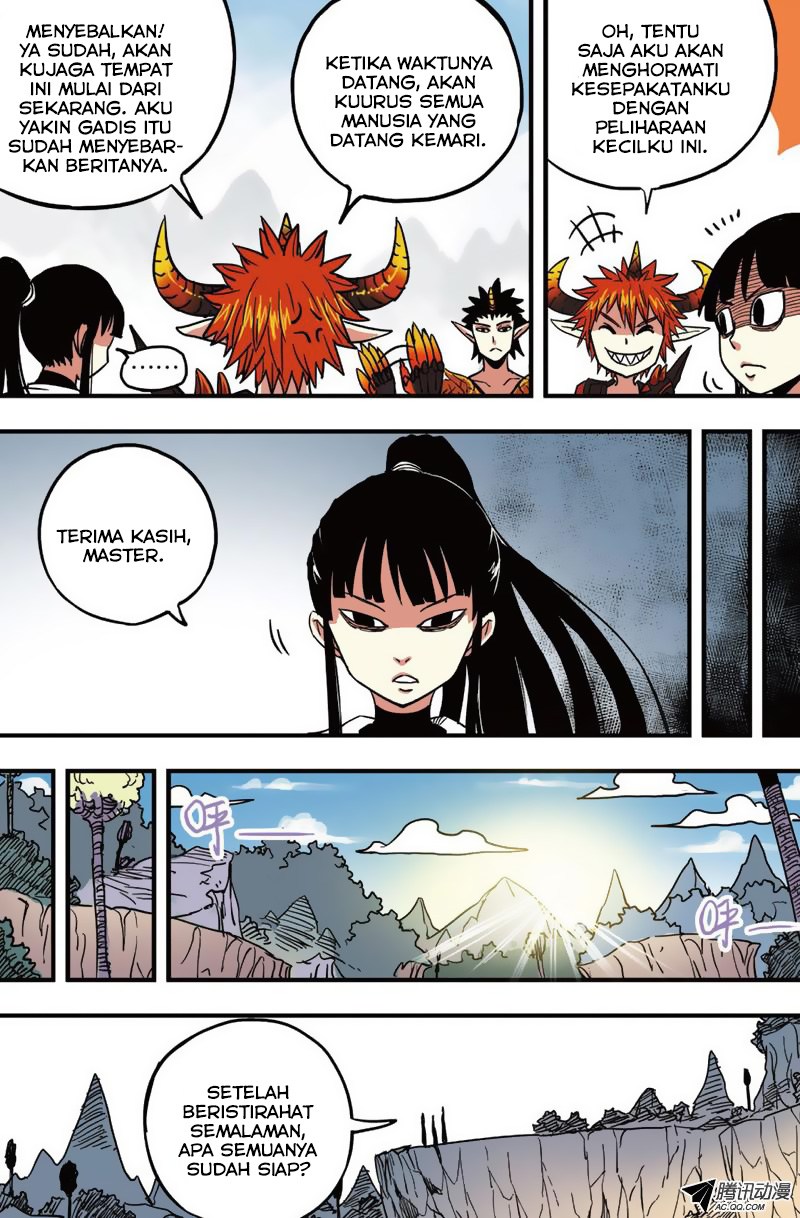 MENYEBALKAN!
YA SUDAH, AKAN
KUJAGA TEMPAT
INI MULAI DARI
SEKARANG. AKU
YAKIN GADIS ITU
SUDAH MENYEBAR-
KAN BERITANYA.
KETIKA WAKTUNYA
DATANG, AKAN
KUURUS SEMUA
MANUSIA YANG
DATANG KEMARI.
......
OH, TENTU
SAJA AKU AKAN
MENGHORMATI
KESEPAKATANKU
DENGAN
PELIHARAAN
KECILKU INI.
TERIMA KASIH,
MASTER.
呼—
呼—
SETELAH
BERISTIRAHAT
SEMALAMAN,
APA SEMUANYA
SUDAH SIAP?
腾讯动漫
AC.QQ.COM